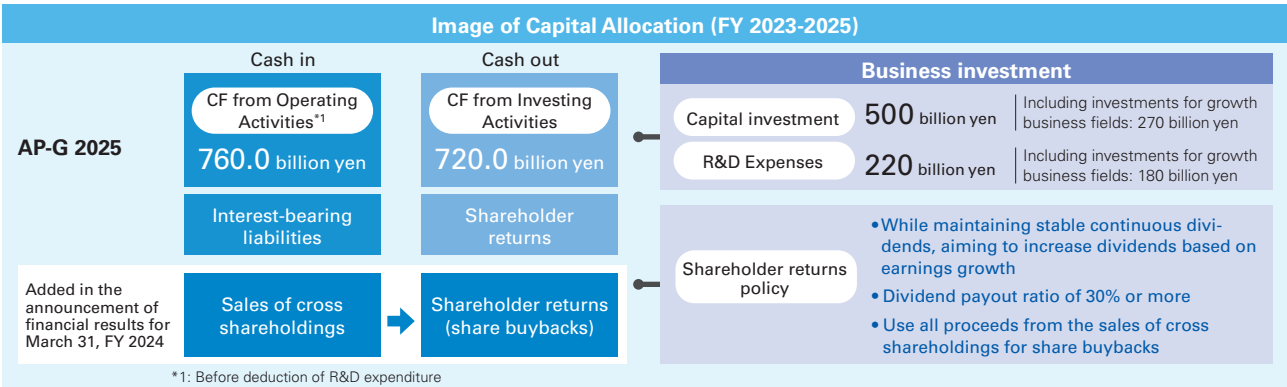 Image of Capital Allocation (FY 2023-2025)
AP-G 2025
Cash in
CF from Operating
Activities*1
760.0 billion yen
Interest-bearing
liabilities
Cash out
CF from Investing
Activities
720.0 billion yen
Shareholder
returns
Added in the
announcement of
financial results for
March 31, FY 2024
Sales of cross
shareholdings
Shareholder returns
(share buybacks)
*1: Before deduction of R&D expenditure
Business investment
Capital investment
500 billion yen
Including investments for growth
business fields: 270 billion yen
R&D Expenses
220 billion yen
Including investments for growth
business fields: 180 billion yen
Shareholder returns
policy
•While maintaining stable continuous divi-
dends, aiming to increase dividends based on
earnings growth
•Dividend payout ratio of 30% or more
•Use all proceeds from the sales of cross
shareholdings for share buybacks